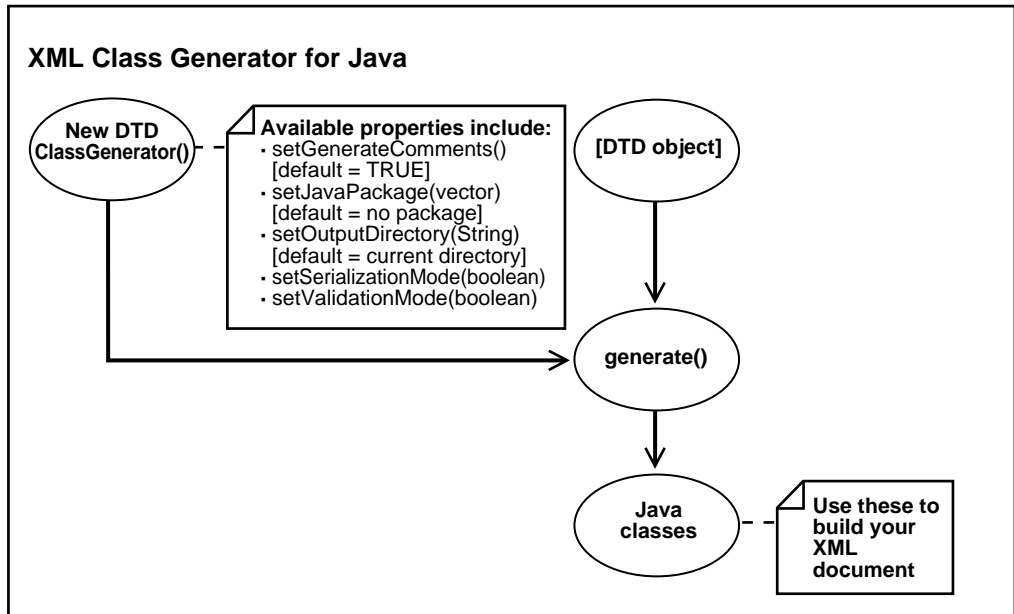 XML Class Generator for Java
New DTD
ClassGenerator()
Available properties include:
· setGenerateComments()
[default = TRUE]
· setJavaPackage(vector)
[default = no package]
· setOutputDirectory(String)
[default = current directory]
· setSerializationMode(boolean)
· setValidationMode(boolean)
[DTD object]
generate()
Java
classes
Use these to
build your
XML
document